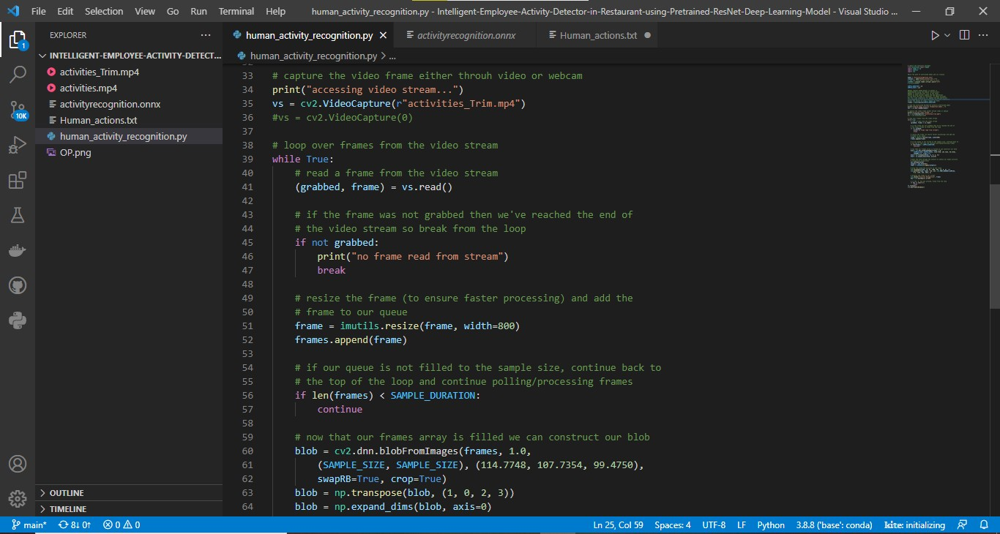 File Edit Selection View Go Run Terminal Help human_activity_recognition.py - Intelligent-Employee-Activity-Detector-in-Restaurant-using-Pretrained-ResNet-Deep-Learning-Model - Visual Studio ...
EXPLORER ...
human_activity_recognition.py
activityrecognition.onnx
Human_actions.txt
human_activity_recognition.py > ...
1
10K
INTELLIGENT-EMPLOYEE-ACTIVITY-DETECT...
activities_Trim.mp4
activities.mp4
activityrecognition.onnx
Human_actions.txt
human_activity_recognition.py
OP.png
OUTLINE
TIMELINE
33 # capture the video frame either throuh video or webcam
34 print("accessing video stream...")
35 vs = cv2.VideoCapture(r"activities_Trim.mp4")
36 #vs = cv2.VideoCapture(0)
37
38 # loop over frames from the video stream
39 while True:
40 # read a frame from the video stream
41 (grabbed, frame) = vs.read()
42
43 # if the frame was not grabbed then we've reached the end of
44 # the video stream so break from the loop
45 if not grabbed:
46 print("no frame read from stream")
47 break
48
49 # resize the frame (to ensure faster processing) and add the
50 # frame to our queue
51 frame = imutils.resize(frame, width=800)
52 frames.append(frame)
53
54 # if our queue is not filled to the sample size, continue back to
55 # the top of the loop and continue polling/processing frames
56 if len(frames) < SAMPLE_DURATION:
57 continue
58
59 # now that our frames array is filled we can construct our blob
60 blob = cv2.dnn.blobFromImages(frames, 1.0,
61 (SAMPLE_SIZE, SAMPLE_SIZE), (114.7748, 107.7354, 99.4750),
62 swapRB=True, crop=True)
63 blob = np.transpose(blob, (1, 0, 2, 3))
64 blob = np.expand_dims(blob, axis=0)
main* 8↓ 0↑ 0 0 Ln 25, Col 59 Spaces: 4 UTF-8 LF Python 3.8.8 ('base': conda) kite: initializing